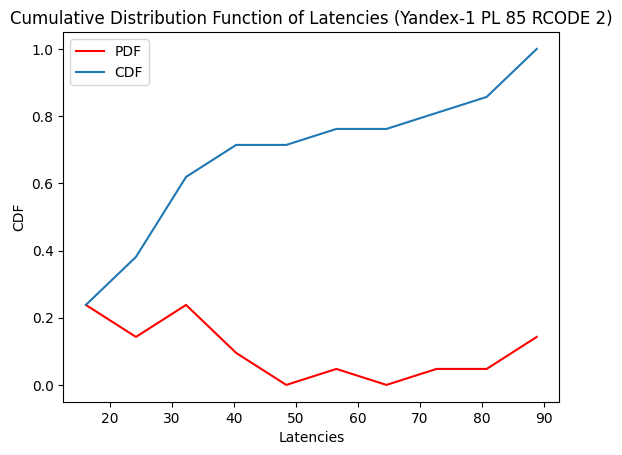 Cumulative Distribution Function of Latencies (Yandex-1 PL 85 RCODE 2)
PDF
CDF
1.0
0.8
0.6
0.4
0.2
0.0
CDF
20 30 40 50 60 70 80 90
Latencies